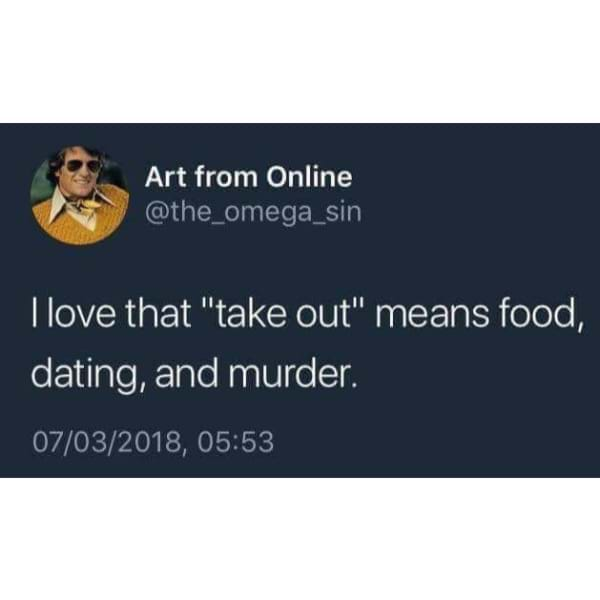 Art from Online
@the_omega_sin
I love that "take out" means food,
dating, and murder.
07/03/2018, 05:53